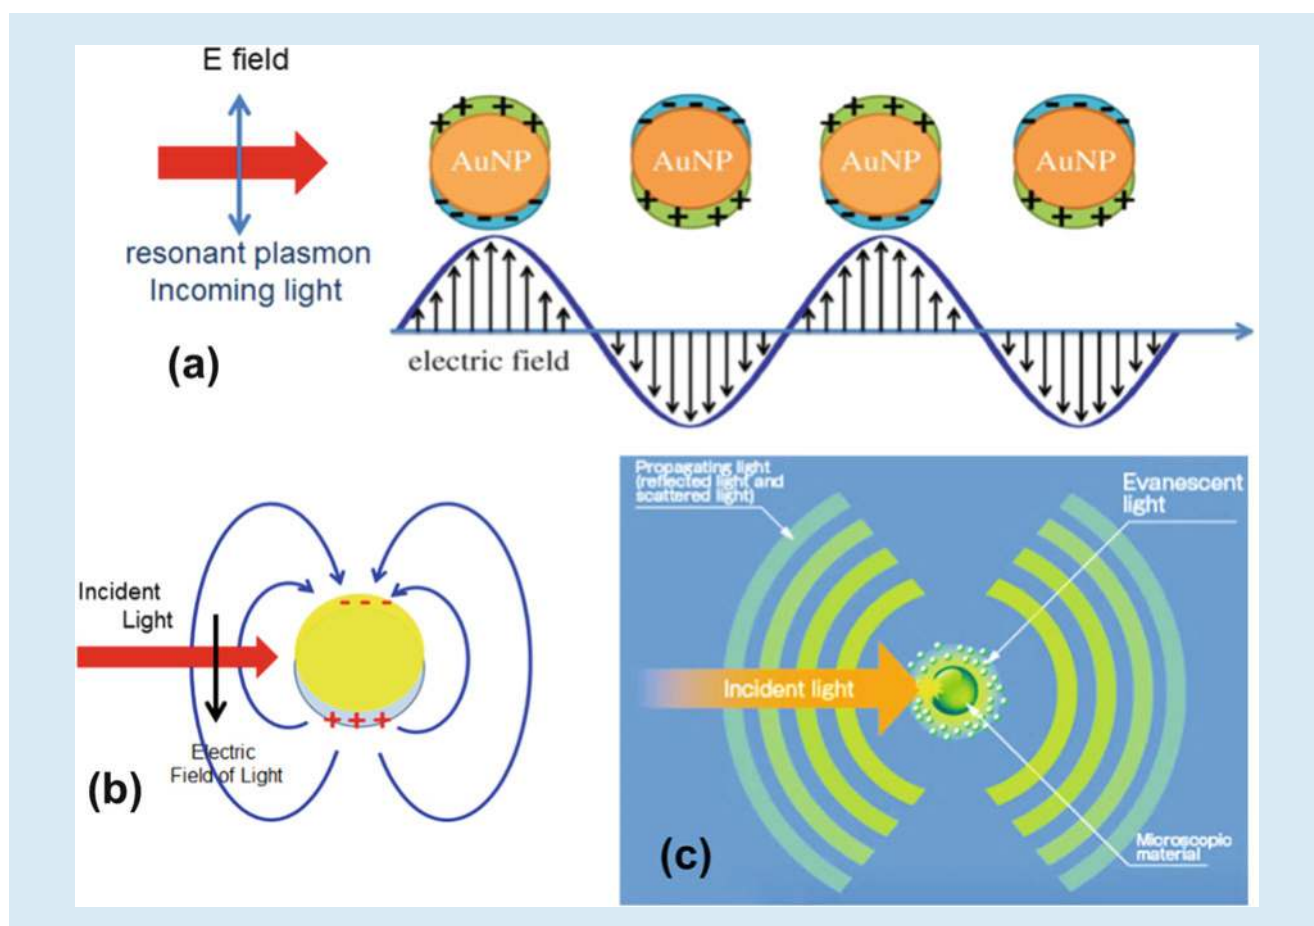 E field
AuNP
AuNP
AuNP
AuNP
resonant plasmon
Incoming light
electric field
(a)
Incident
Light
Electric
Field of Light
(b)
Propagating light
(reflected light and
scattered light)
Evanescent
light
Incident light
Microscopic
material
(c)